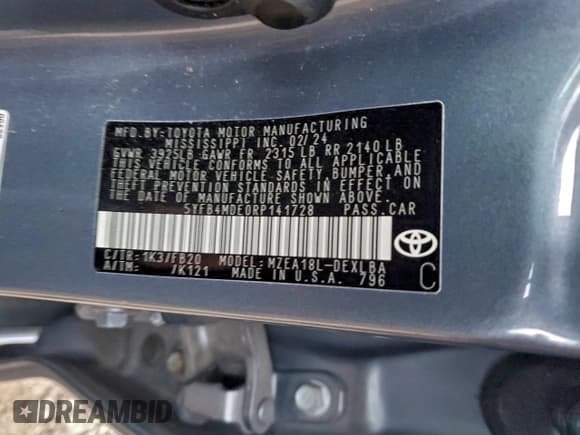 MFD.BY:TOYOTA MOTOR MANUFACTURING
MISSISSIPPI INC. 02/24
GVWR 3925LB GAWR FR 2315 LB RR 2140 LB
THIS VEHICLE CONFORMS TO ALL APPLICABLE
FEDERAL MOTOR VEHICLE SAFETY, BUMPER, AND
THEFT PREVENTION STANDARDS IN EFFECT ON
THE DATE OF MANUFACTURE SHOWN ABOVE.
5YFB4MDE0RP141728 PASS.CAR
C/TR: 1K3/FB20 MODEL: MZEA18L-DEXLBA
A/TM: /K121 MADE IN U.S.A. 796
C
DREAMBID